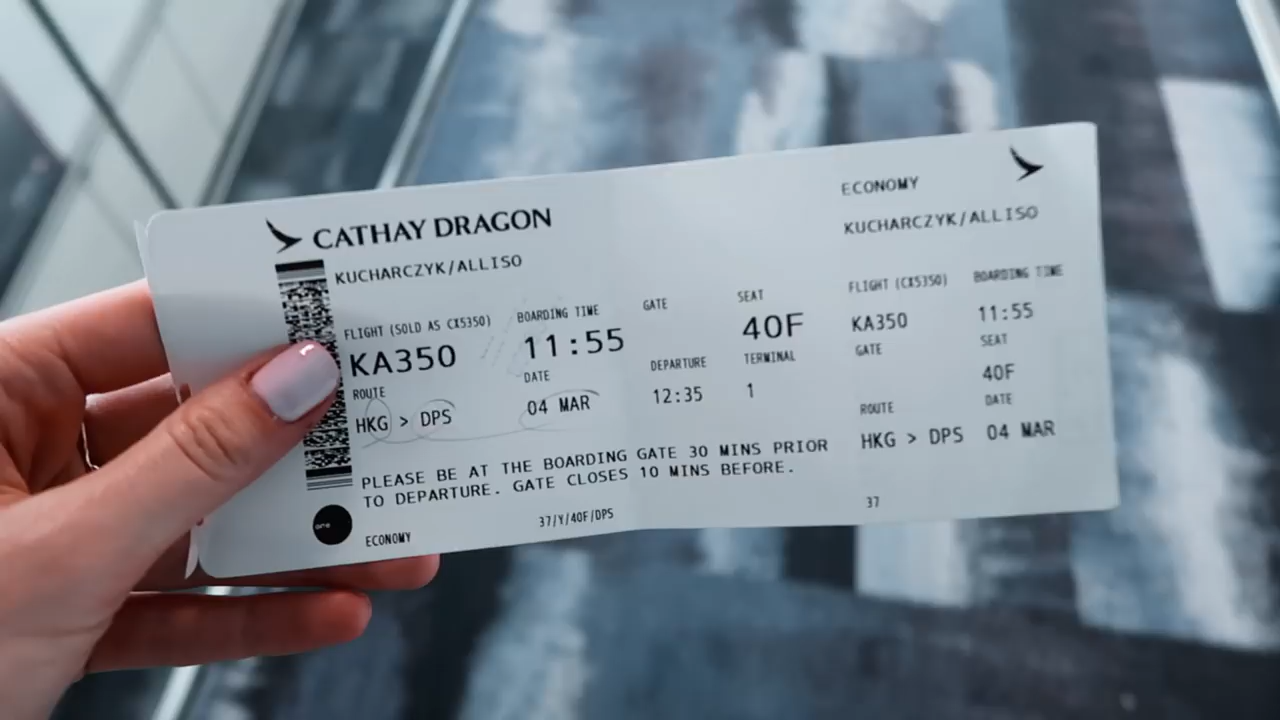 CATHAY DRAGON
KUCHARCZYK/ALLISO
FLIGHT (SOLD AS CX5350) BOARDING TIME GATE SEAT
KA350 11:55 40F
ROUTE DATE DEPARTURE TERMINAL
HKG > DPS 04 MAR 12:35 1
PLEASE BE AT THE BOARDING GATE 30 MINS PRIOR
TO DEPARTURE. GATE CLOSES 10 MINS BEFORE.
ECONOMY 37/Y/40F/DPS
ECONOMY
KUCHARCZYK/ALLISO
FLIGHT (CX5350) BOARDING TIME
KA350 11:55
GATE SEAT
40F
ROUTE DATE
HKG > DPS 04 MAR
37